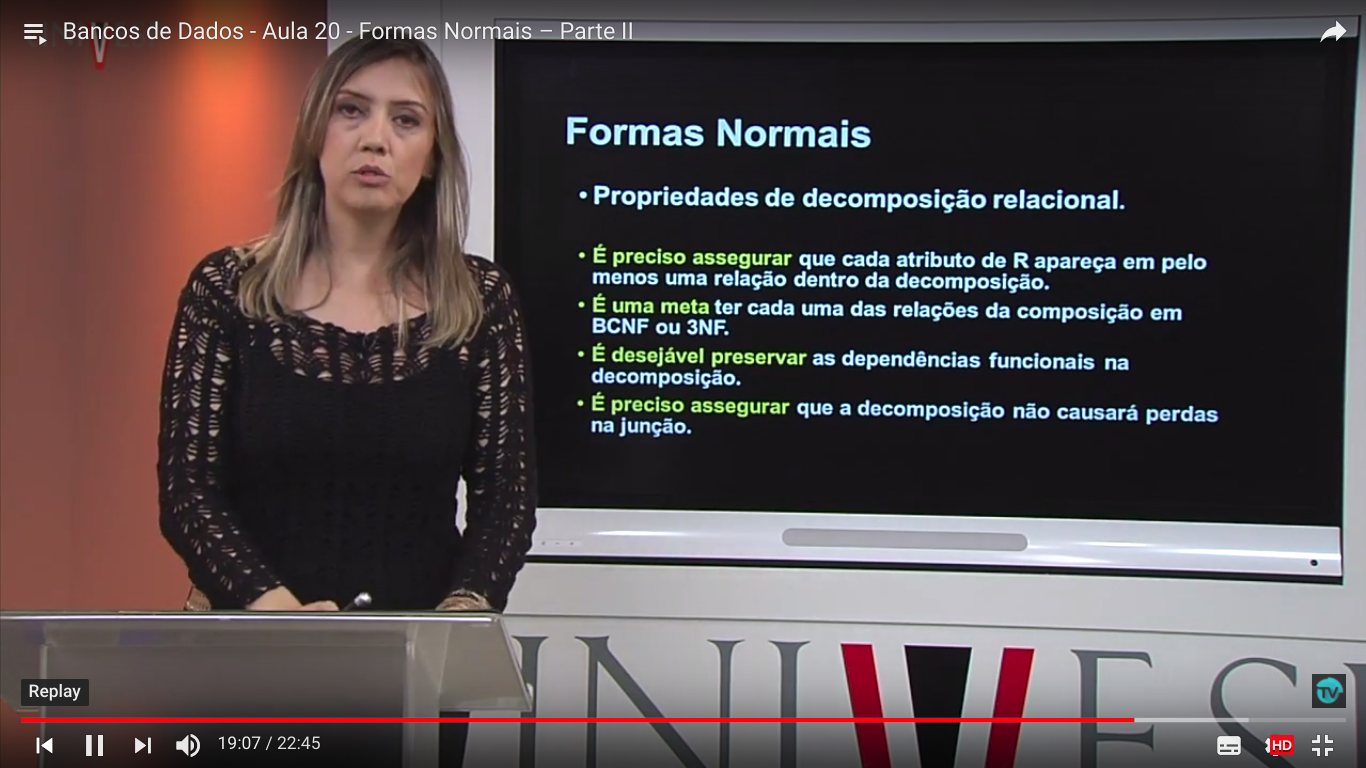 Bancos de Dados - Aula 20 - Formas Normais – Parte II
Formas Normais
• Propriedades de decomposição relacional.
• É preciso assegurar que cada atributo de R apareça em pelo
menos uma relação dentro da decomposição.
• É uma meta ter cada uma das relações da composição em
BCNF ou 3NF.
• É desejável preservar as dependências funcionais na
decomposição.
• É preciso assegurar que a decomposição não causará perdas
na junção.
UNIVES
Replay
TV
19:07 / 22:45
HD